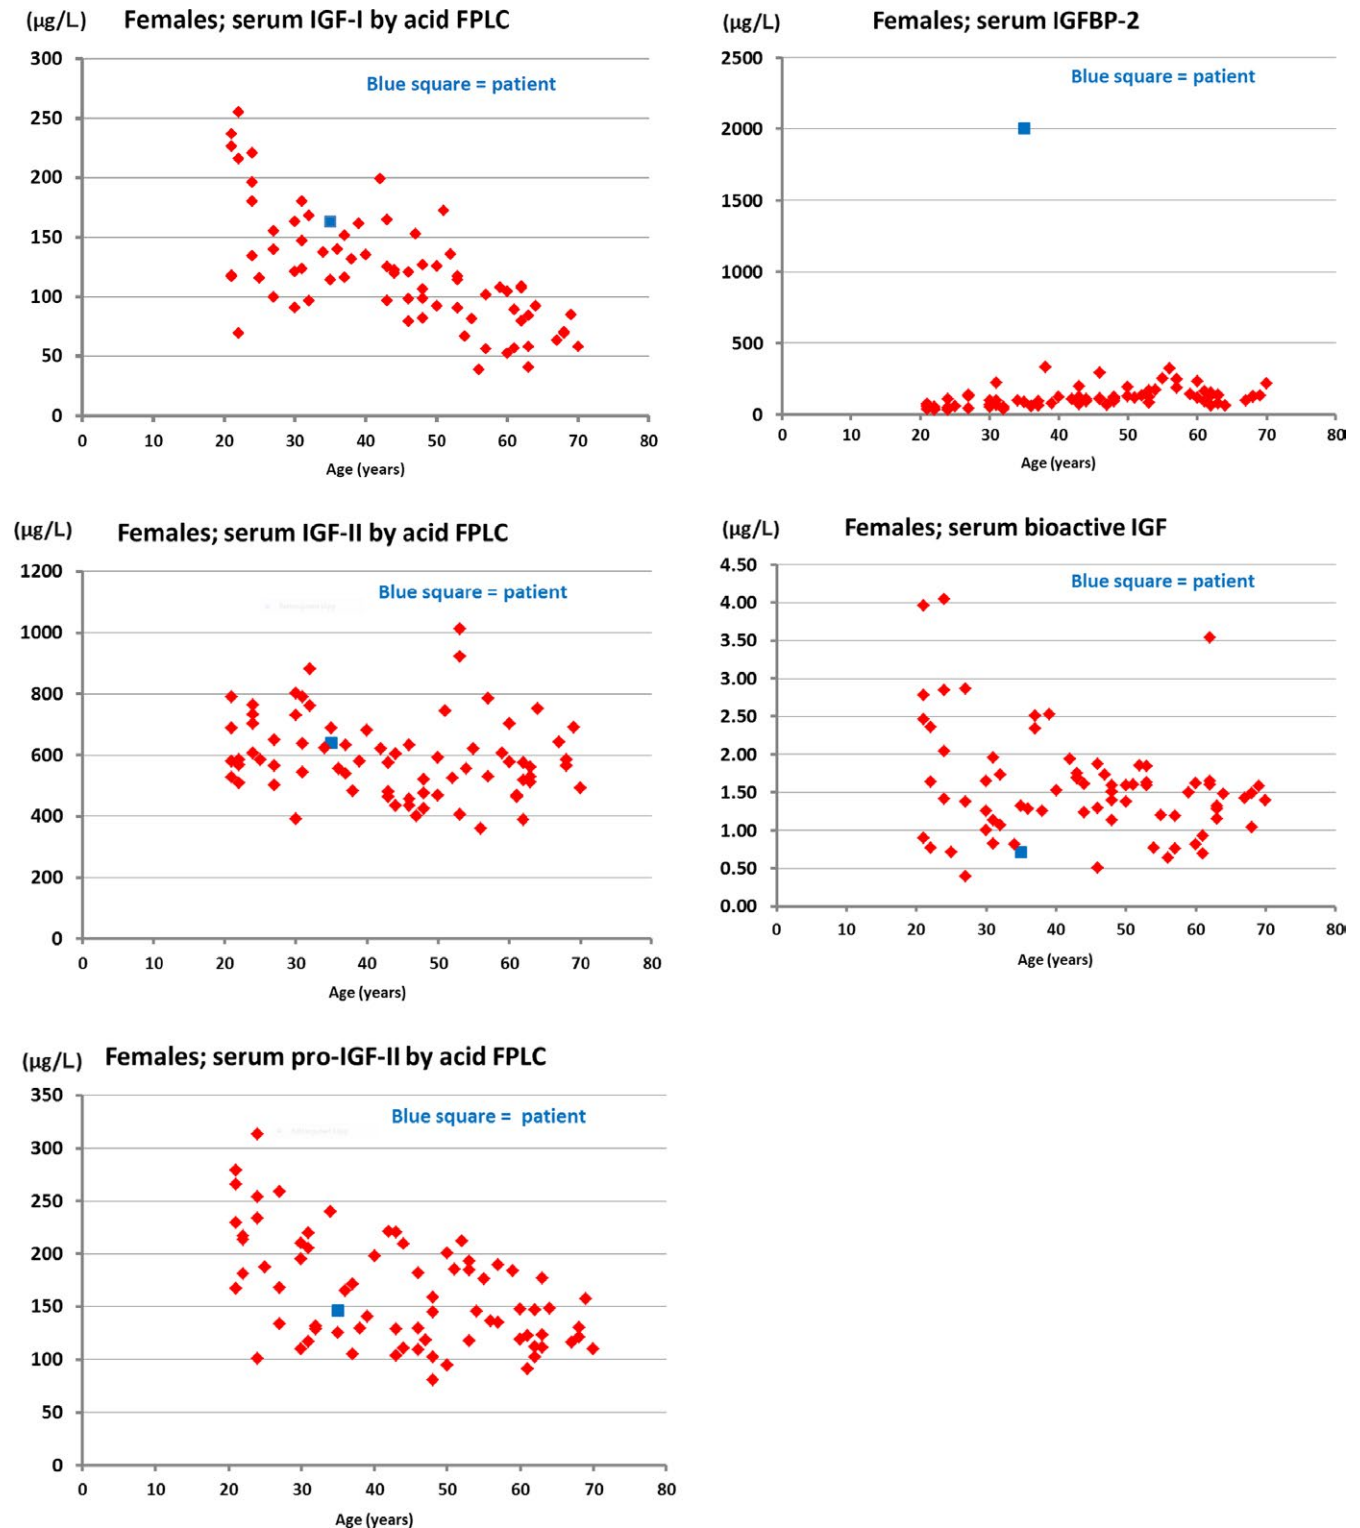 (µg/L) Females; serum IGF-I by acid FPLC
Blue square = patient
300
250
200
150
100
50
0
0 10 20 30 40 50 60 70 80
Age (years)
(µg/L) Females; serum IGFBP-2
Blue square = patient
2500
2000
1500
1000
500
0
0 10 20 30 40 50 60 70 80
Age (years)
(µg/L) Females; serum IGF-II by acid FPLC
Blue square = patient
1200
1000
800
600
400
200
0
0 10 20 30 40 50 60 70 80
Age (years)
(µg/L) Females; serum bioactive IGF
Blue square = patient
4.50
4.00
3.50
3.00
2.50
2.00
1.50
1.00
0.50
0.00
0 10 20 30 40 50 60 70 80
Age (years)
(µg/L) Females; serum pro-IGF-II by acid FPLC
Blue square = patient
350
300
250
200
150
100
50
0
0 10 20 30 40 50 60 70 80
Age (years)